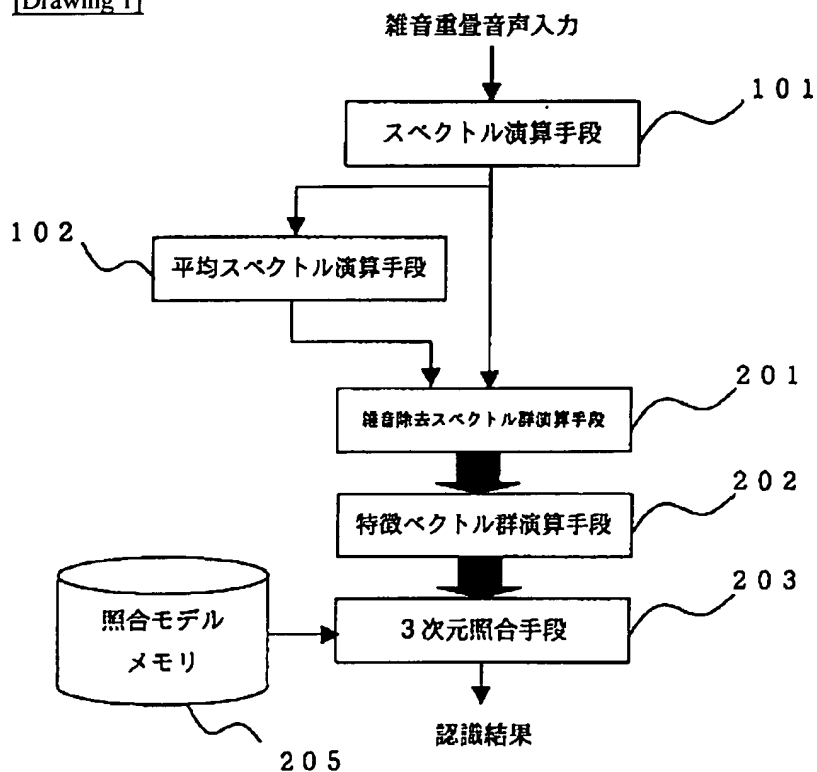 [Drawing 1]
雑音重畳音声入力
101
スペクトル演算手段
102
平均スペクトル演算手段
201
雑音除去スペクトル群演算手段
202
特徴ベクトル群演算手段
203
照合モデル
メモリ
3次元照合手段
認識結果
205